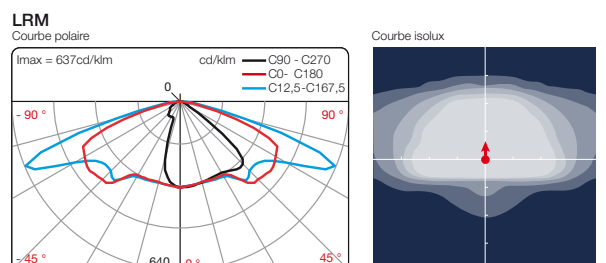 LRM
Courbe polaire
Courbe isolux
Imax = 637cd/klm
cd/klm
C90 - C270
C0- C180
C12,5-C167,5
0
- 90 °
90 °
- 45 °
640
0 °
45 °